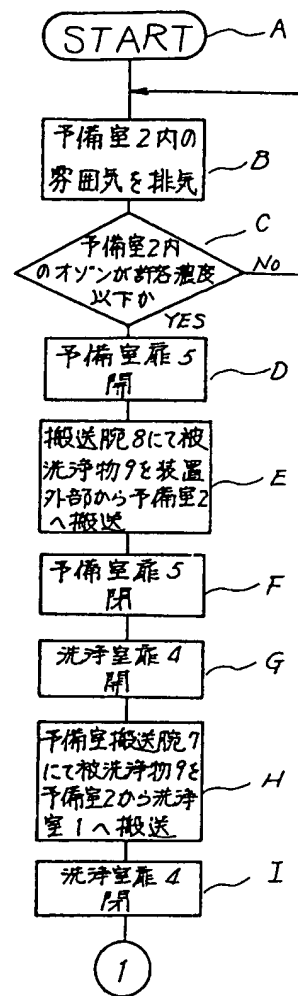 START
A
予備室2内の
雰囲気を排気
B
予備室2内
のオゾンが許容濃度
以下か
C
NO
YES
予備室扉5
開
D
搬送腕8にて被
洗浄物9を装置
外部から予備室2
へ搬送
E
予備室扉5
閉
F
洗浄室扉4
開
G
予備室搬送腕7
にて被洗浄物9を
予備室2から洗浄
室1へ搬送
H
洗浄室扉4
閉
I
1